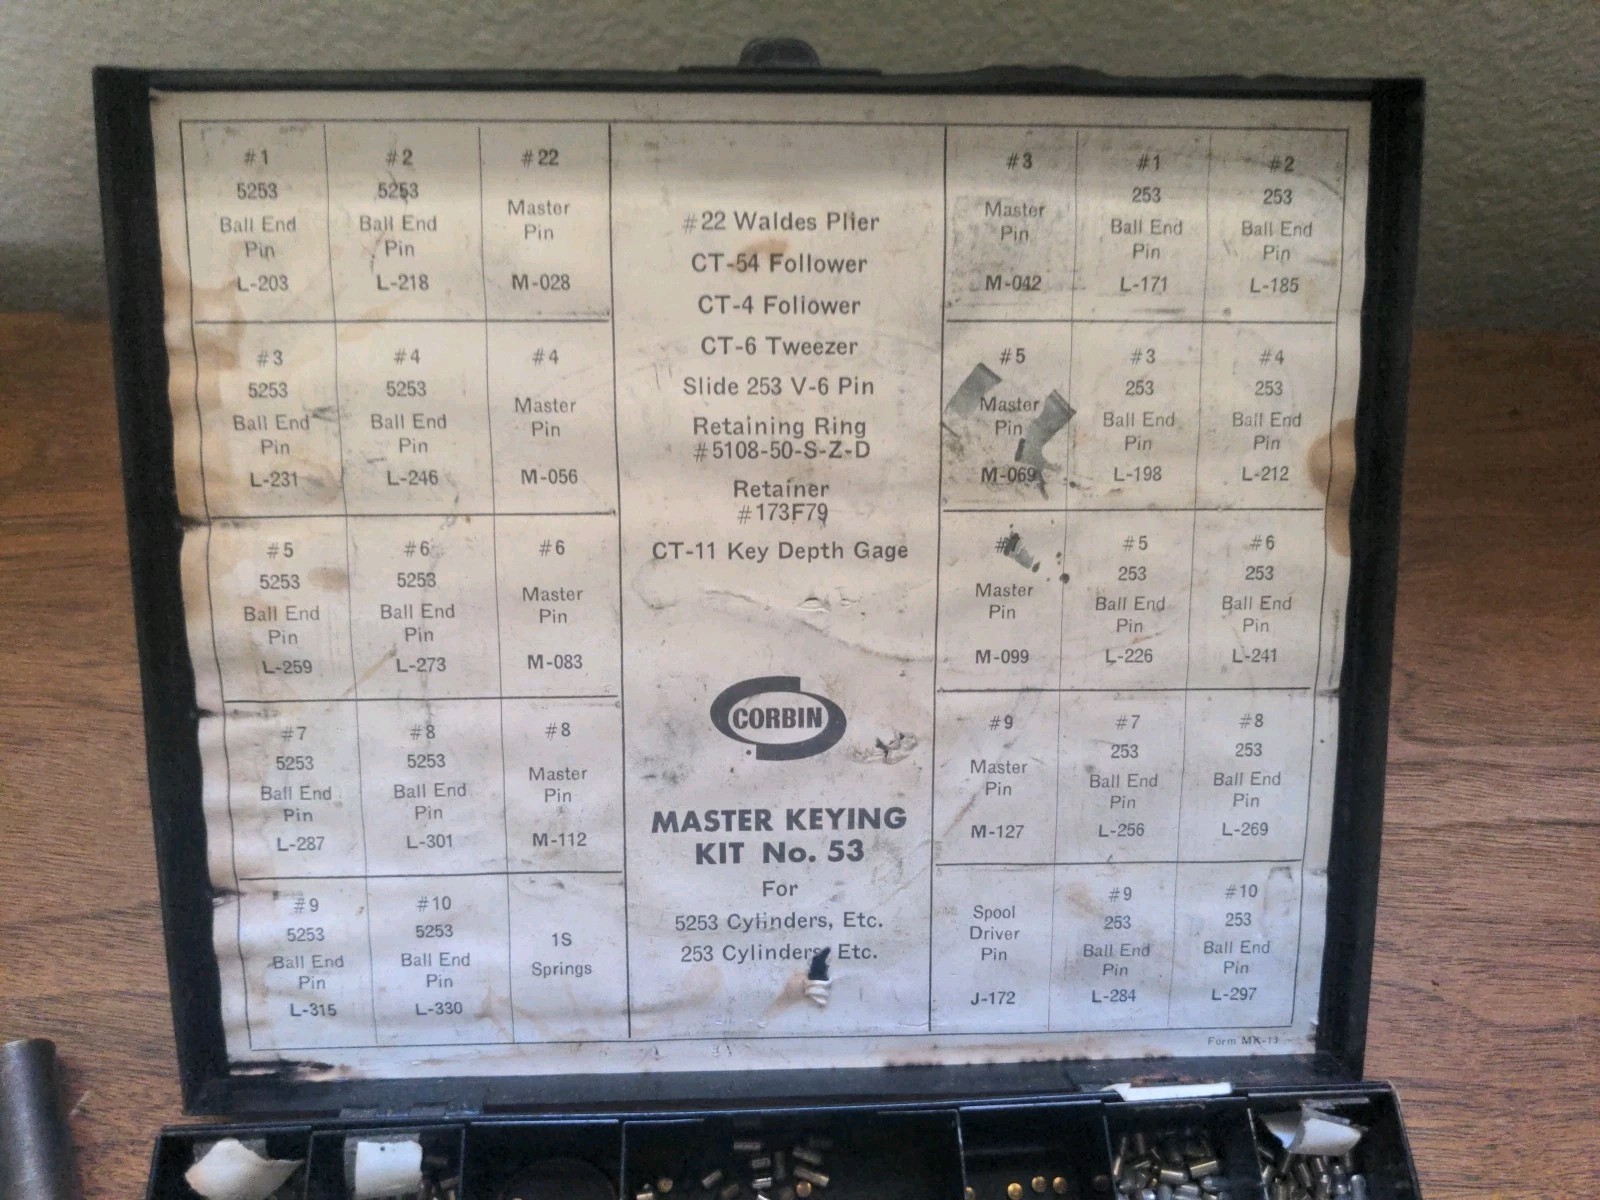 #1
5253
Ball End
Pin
L-203
#2
5253
Ball End
Pin
L-218
#22
Master
Pin
M-028
#3
5253
Ball End
Pin
L-231
#4
5253
Ball End
Pin
L-246
#4
Master
Pin
M-056
#5
5253
Ball End
Pin
L-259
#6
5253
Ball End
Pin
L-273
#6
Master
Pin
M-083
#7
5253
Ball End
Pin
L-287
#8
5253
Ball End
Pin
L-301
#8
Master
Pin
M-112
#9
5253
Ball End
Pin
L-315
#10
5253
Ball End
Pin
L-330
1S
Springs
#22 Waldes Plier
CT-54 Follower
CT-4 Follower
CT-6 Tweezer
Slide 253 V-6 Pin
Retaining Ring
#5108-50-S-Z-D
Retainer
#173F79
CT-11 Key Depth Gage
CORBIN
MASTER KEYING
KIT No. 53
For
5253 Cylinders, Etc.
253 Cylinders, Etc.
#3
Master
Pin
M-042
#1
253
Ball End
Pin
L-171
#2
253
Ball End
Pin
L-185
#5
Master
Pin
M-069
#3
253
Ball End
Pin
L-198
#4
253
Ball End
Pin
L-212
#
Master
Pin
M-099
#5
253
Ball End
Pin
L-226
#6
253
Ball End
Pin
L-241
#9
Master
Pin
M-127
#7
253
Ball End
Pin
L-256
#8
253
Ball End
Pin
L-269
Spool
Driver
Pin
J-172
#9
253
Ball End
Pin
L-284
#10
253
Ball End
Pin
L-297
Form MK-13